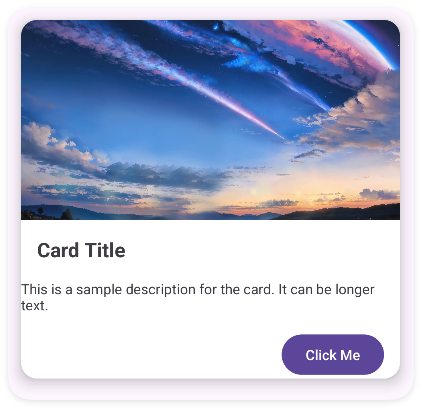 Card Title
This is a sample description for the card. It can be longer
text.
Click Me